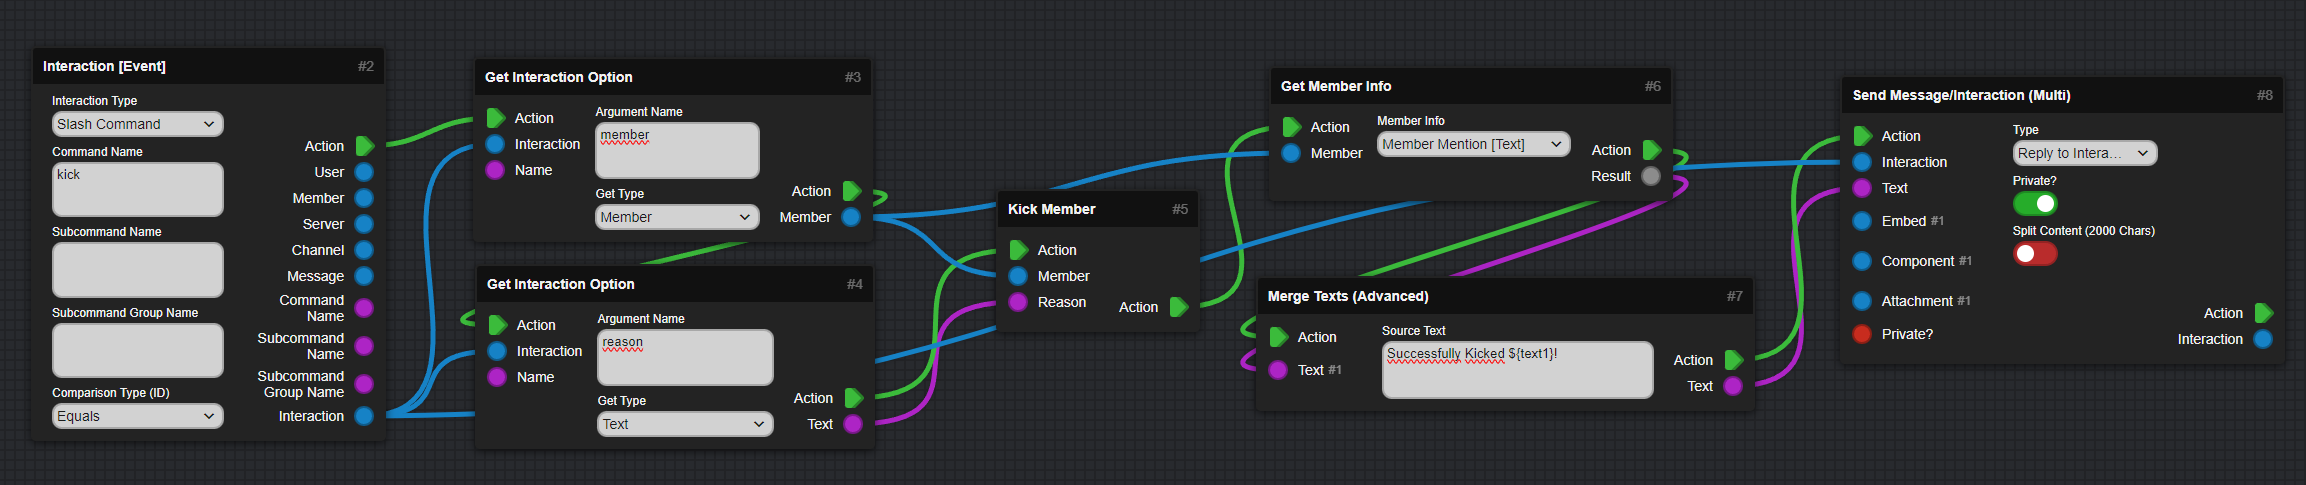 Interaction [Event] #2
Interaction Type
Slash Command
Command Name
kick
Subcommand Name
Subcommand Group Name
Comparison Type (ID)
Equals
Action
User
Member
Server
Channel
Message
Command
Name
Subcommand
Name
Subcommand
Group Name
Interaction
Get Interaction Option #3
Action
Interaction
Name
Argument Name
member
Get Type
Member
Action
Member
Get Interaction Option #4
Action
Interaction
Name
Argument Name
reason
Get Type
Text
Action
Text
Kick Member #5
Action
Member
Reason
Action
Get Member Info #6
Action
Member
Member Info
Member Mention [Text]
Action
Result
Merge Texts (Advanced) #7
Action
Text #1
Source Text
Successfully Kicked ${text1}!
Action
Text
Send Message/Interaction (Multi) #8
Action
Interaction
Text
Embed #1
Component #1
Attachment #1
Private?
Type
Reply to Intera...
Private?
Split Content (2000 Chars)
Action
Interaction